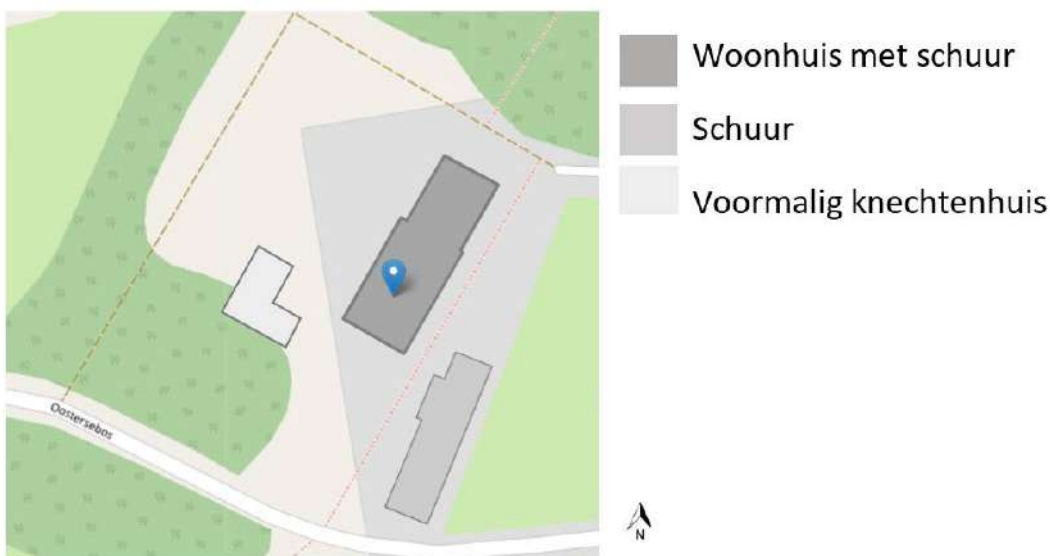 Woonhuis met schuur
Schuur
Voormalig knechtenhuis
Oostersebos
N